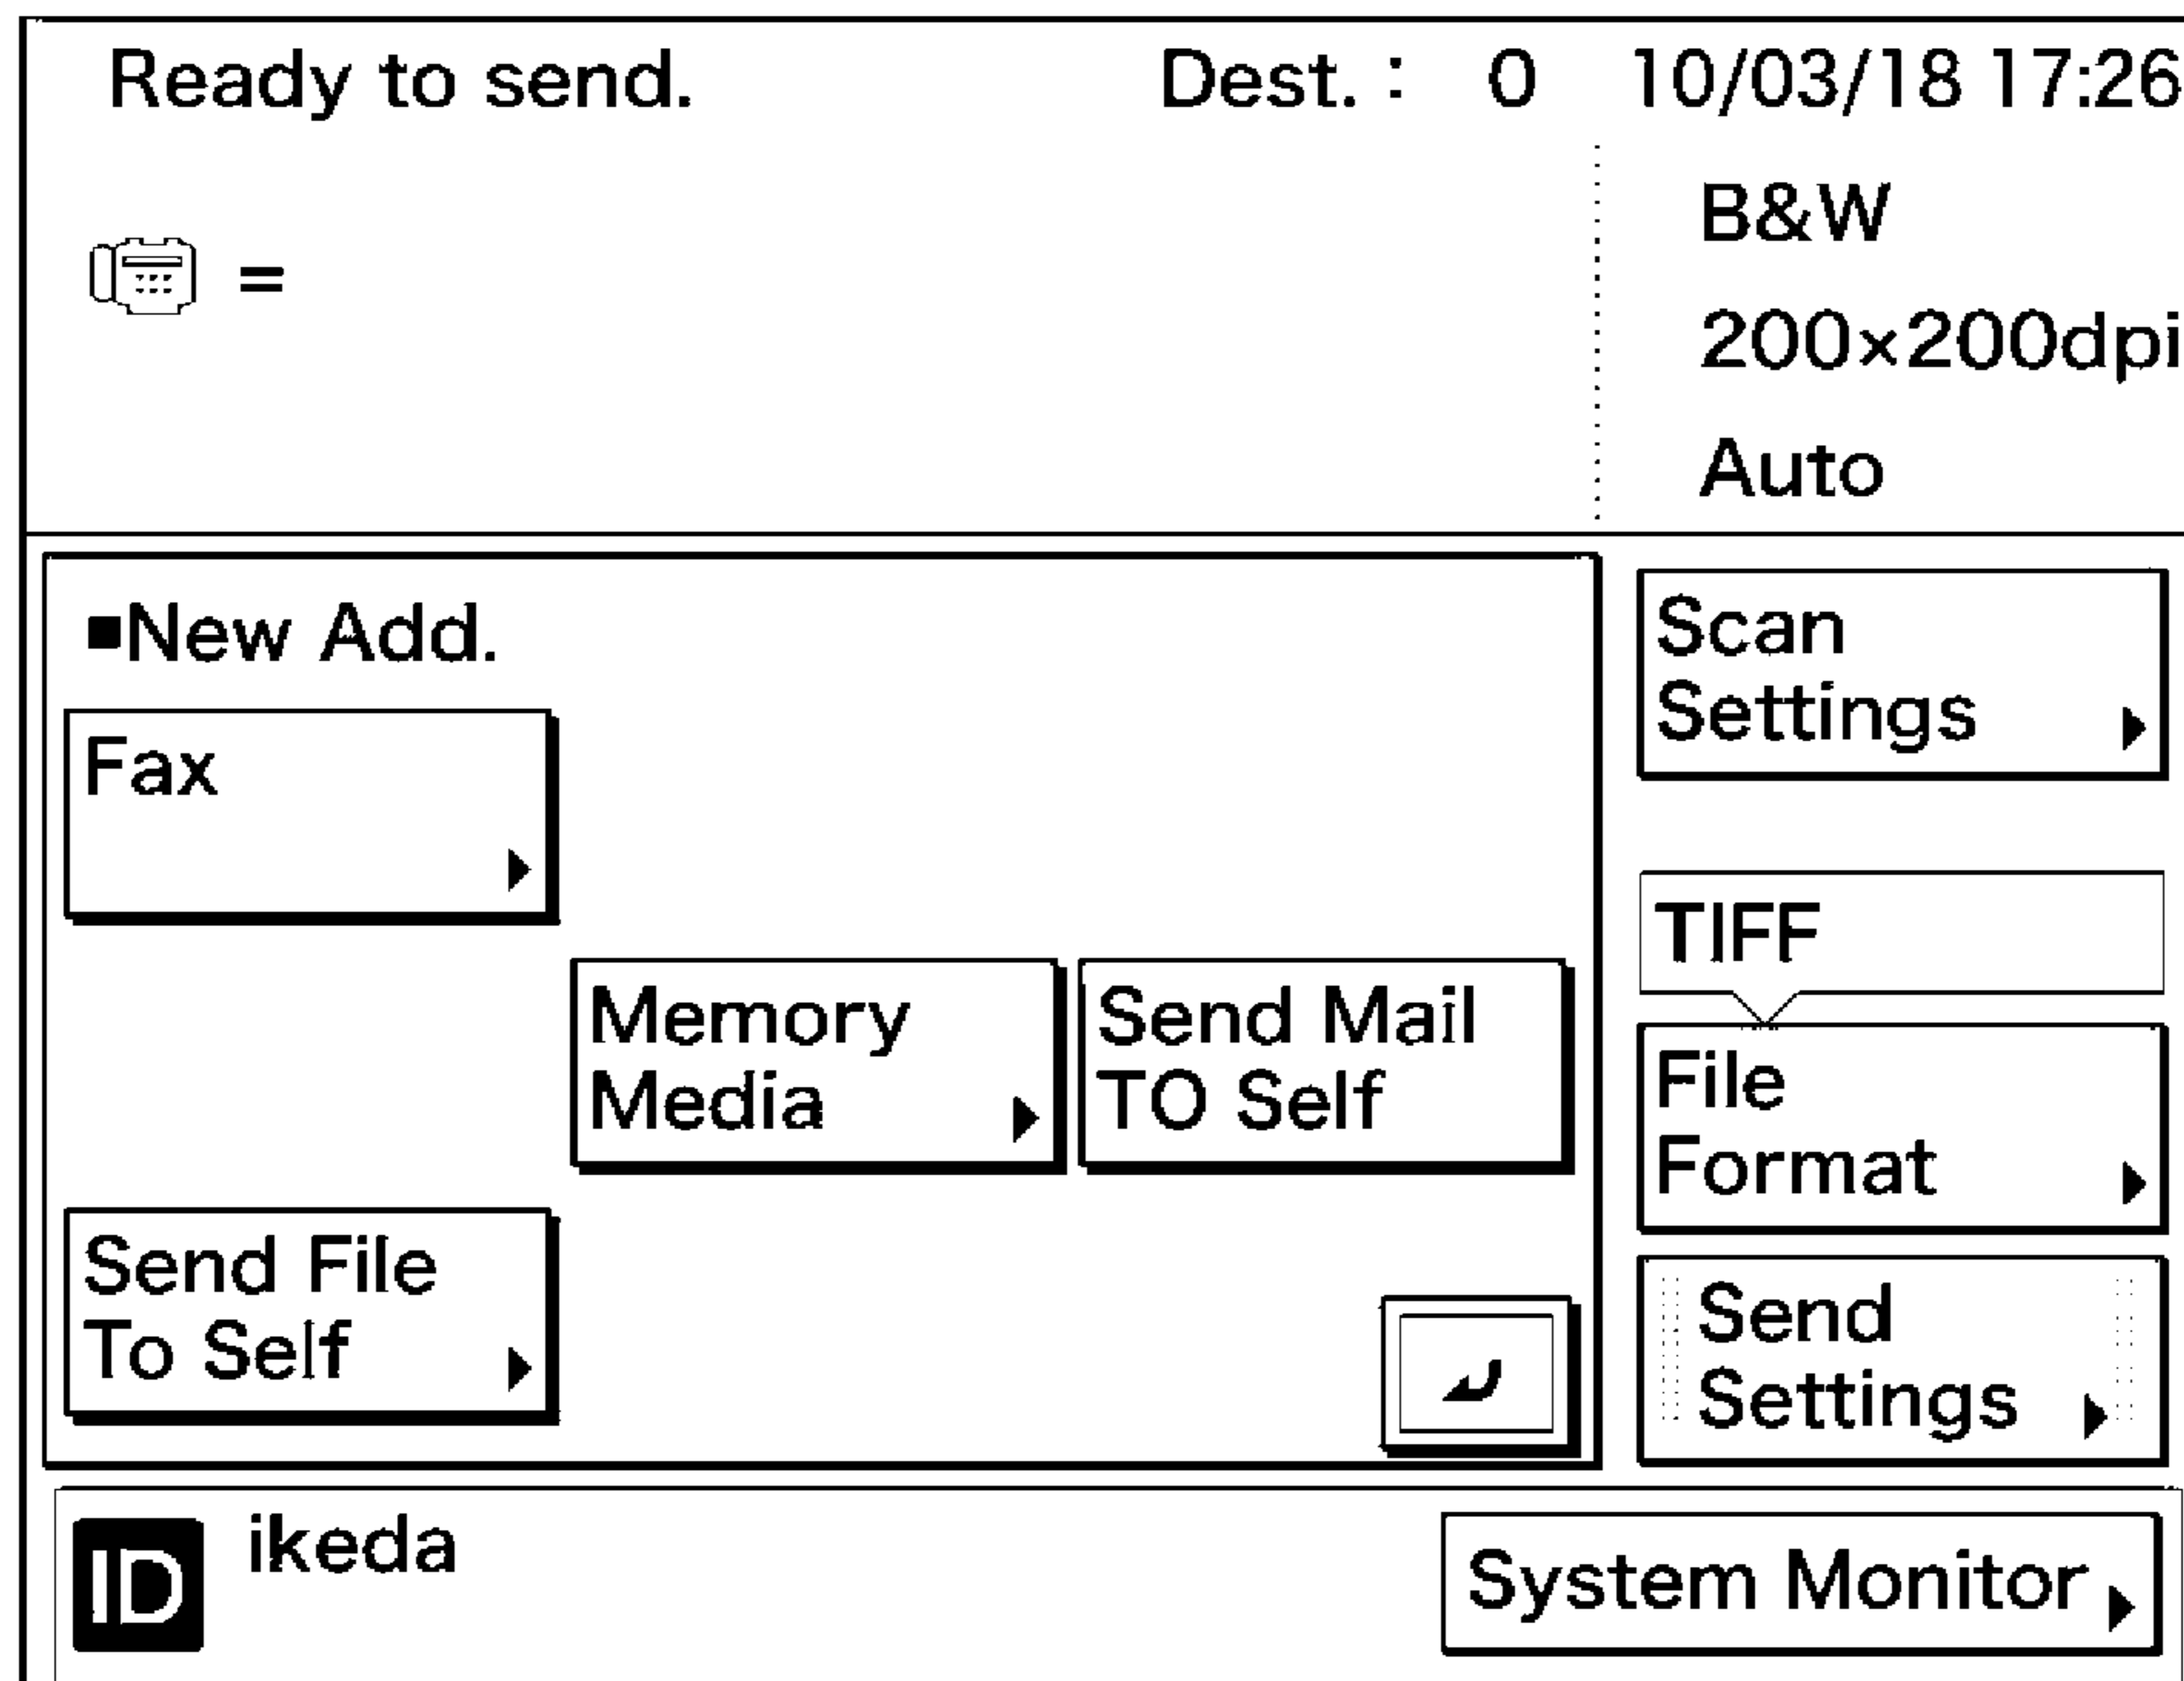 Ready to send. Dest. : 0 10/03/18 17:26
B&W
=
200×200dpi
Auto
■New Add.
Fax
Memory
Media
Send Mail
TO Self
Send File
To Self
Scan
Settings
TIFF
File
Format
Send
Settings
ID ikeda
System Monitor